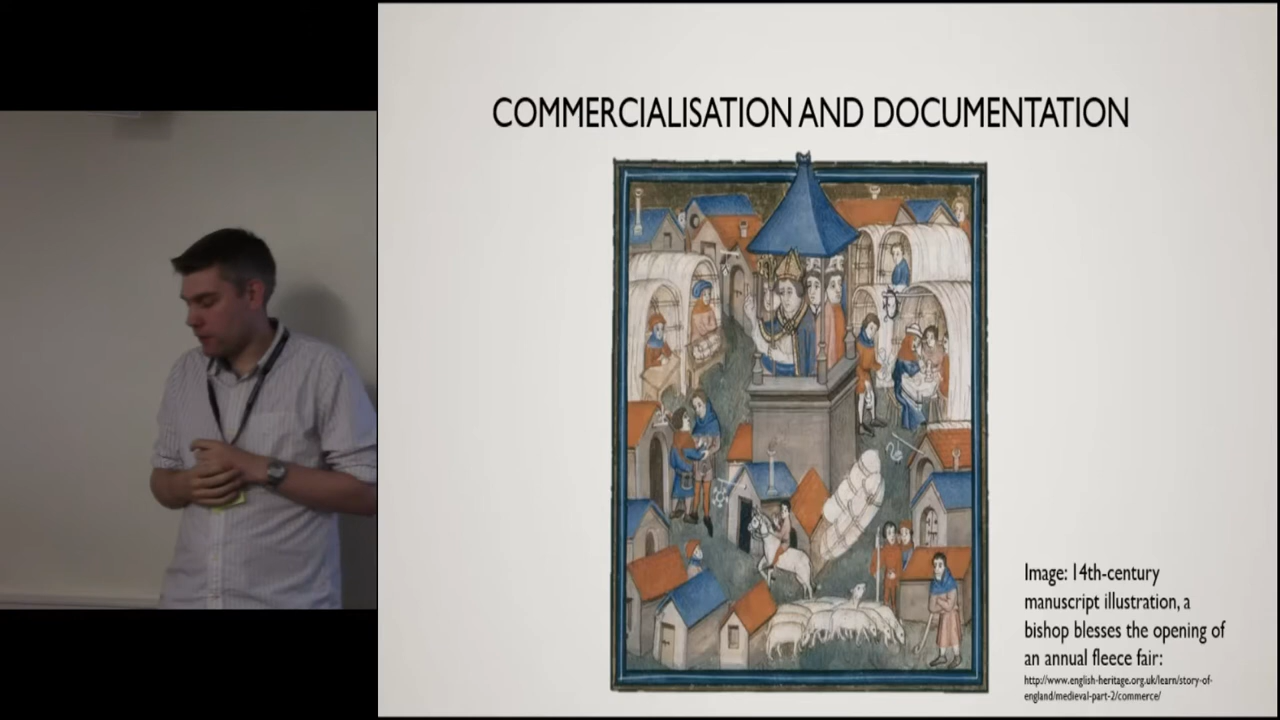 COMMERCIALISATION AND DOCUMENTATION
Image: 14th-century
manuscript illustration, a
bishop blesses the opening of
an annual fleece fair:
http://www.english-heritage.org.uk/learn/story-of-
england/medieval-part-2/commerce/